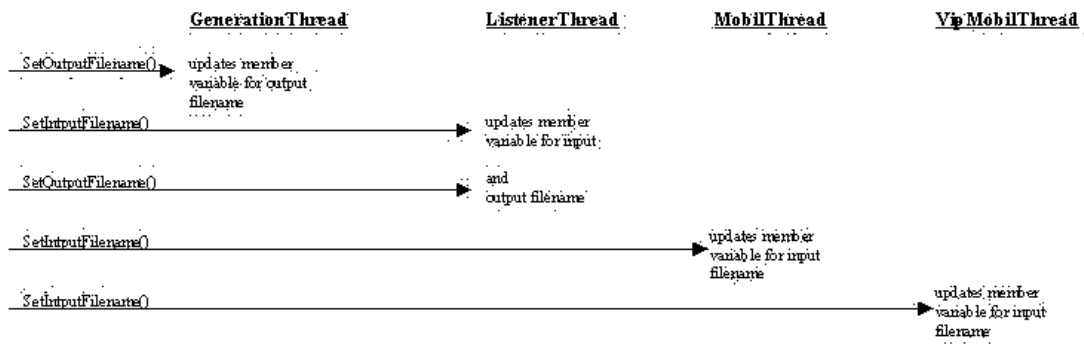 GenerationThread ListenerThread MobilThread VipMobilThread
SetOutputFilename() updates member
variable for output
filename
SetIntputFilename() updates member
variable for input
SetOutputFilename() and
output filename
SetIntputFilename() updates member
variable for input
filename
SetIntputFilename() updates member
variable for input
filename